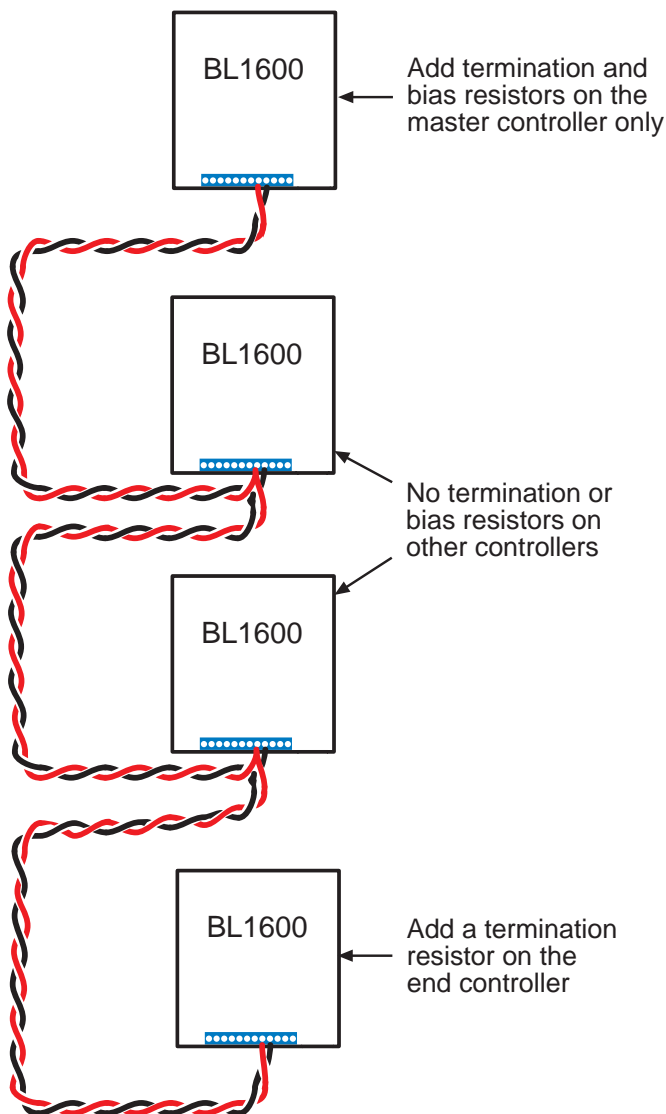 BL1600
Add termination and
bias resistors on the
master controller only
BL1600
No termination or
bias resistors on
other controllers
BL1600
BL1600
Add a termination
resistor on the
end controller